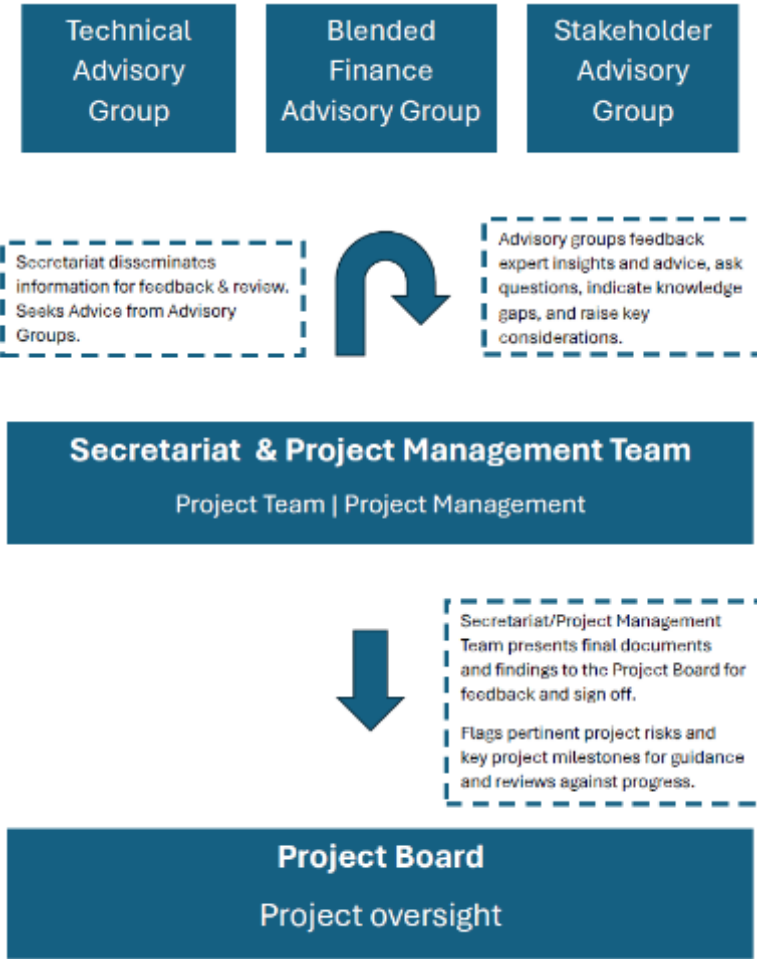 Technical
Advisory
Group
Blended
Finance
Advisory Group
Stakeholder
Advisory
Group
Secretariat disseminates
information for feedback & review.
Seeks Advice from Advisory
Groups.
Advisory groups feedback
expert insights and advice, ask
questions, indicate knowledge
gaps, and raise key
considerations.
Secretariat & Project Management Team
Project Team | Project Management
Secretariat/Project Management
Team presents final documents
and findings to the Project Board for
feedback and sign off.
Flags pertinent project risks and
key project milestones for guidance
and reviews against progress.
Project Board
Project oversight